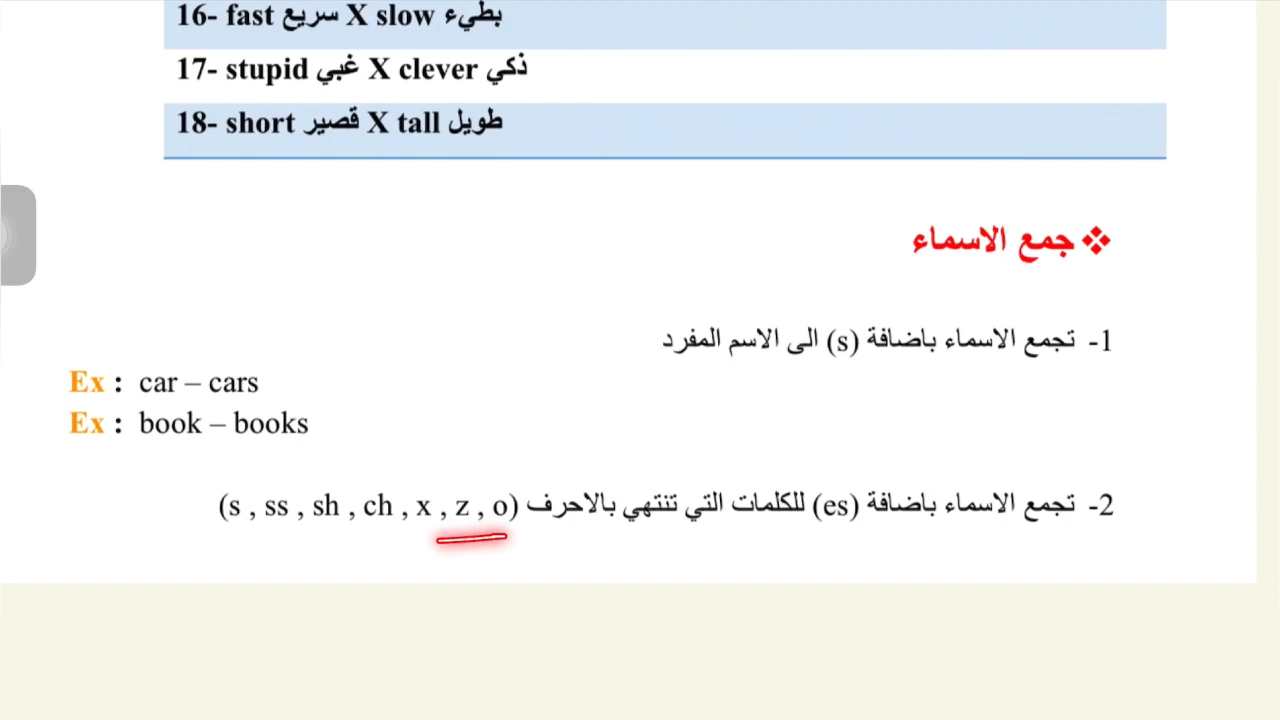 16- fast سريع X slow بطيء
17- stupid غبي X clever ذكي
18- short قصير X tall طويل
❖ جمع الاسماء
1- تجمع الاسماء باضافة (s) الى الاسم المفرد
Ex : car – cars
Ex : book – books
2- تجمع الاسماء باضافة (es) للكلمات التي تنتهي بالاحرف (s , ss , sh , ch , x , z , o)